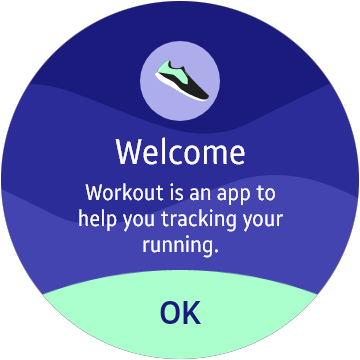 Welcome
Workout is an app to
help you tracking your
running.
OK